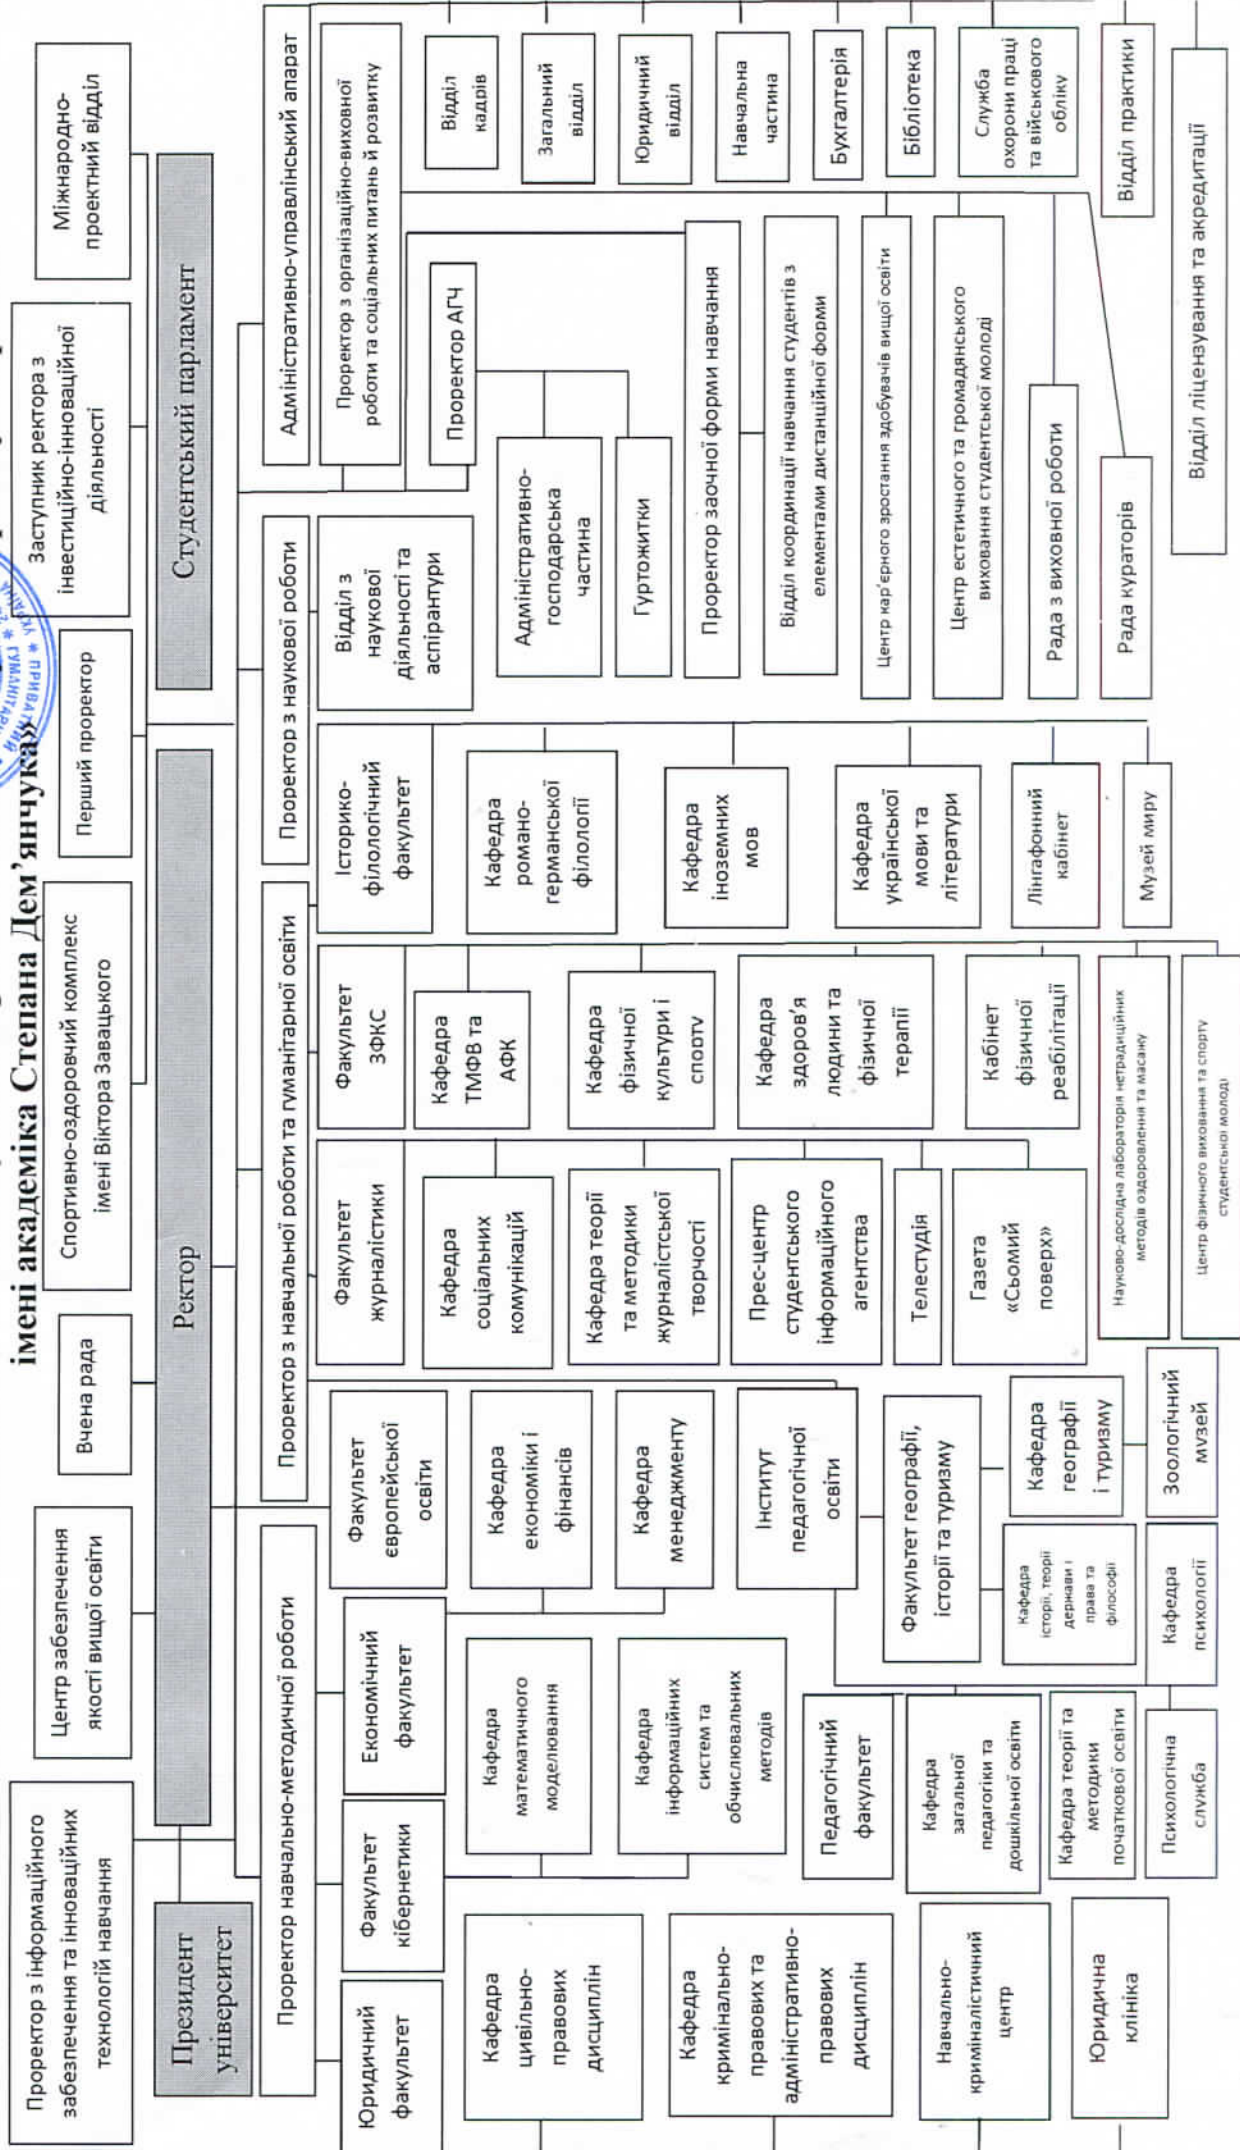 імені академіка Степана Дем'янчука»
Проректор з інформаційного
забезпечення та інноваційних
технологій навчання
Центр забезпечення
якості вищої освіти
Вчена рада
Спортивно-оздоровчий комплекс
імені Віктора Завацького
Перший проректор
Заступник ректора з
інвестиційно-інноваційної
діяльності
Міжнародно-
проектний відділ
Президент
університет
Ректор
Студентський парламент
Проректор навчально-методичної роботи
Проректор з навчальної роботи та гуманітарної освіти
Проректор з наукової роботи
Адміністративно-управлінський апарат
Юридичний
факультет
Кафедра
цивільно-
правових
дисциплін
Кафедра
кримінально-
правових та
адміністративно-
правових
дисциплін
Навчально-
криміналістичний
центр
Юридична
клініка
Факультет
кібернетики
Кафедра
математичного
моделювання
Кафедра
інформаційних
систем та
обчислювальних
методів
Економічний
факультет
Кафедра
економіки і
фінансів
Кафедра
менеджменту
Факультет
європейської
освіти
Інститут
педагогічної
освіти
Педагогічний
факультет
Кафедра
загальної
педагогіки та
дошкільної освіти
Кафедра теорії та
методики
початкової освіти
Психологічна
служба
Кафедра
психології
Факультет географії,
історії та туризму
Кафедра
історії, теорії
держави і
права та
філософії
Кафедра
географії
і туризму
Зоологічний
музей
Факультет
журналістики
Кафедра
соціальних
комунікацій
Кафедра теорії
та методики
журналістської
творчості
Прес-центр
студентського
інформаційного
агентства
Телестудія
Газета
«Сьомий
поверх»
Факультет
ЗФКС
Кафедра
ТМФВ та
АФК
Кафедра
фізичної
культури і
спорту
Кафедра
здоров'я
людини та
фізичної
терапії
Кабінет
фізичної
реабілітації
Науково-дослідна лабораторія нетрадиційних
методів оздоровлення та масажу
Центр фізичного виховання та спорту
студентської молоді
Історико-
філологічний
факультет
Кафедра
романо-
германської
філології
Кафедра
іноземних
мов
Кафедра
української
мови та
літератури
Лінгафонний
кабінет
Музей миру
Відділ з
наукової
діяльності та
аспірантури
Проректор з організаційно-виховної
роботи та соціальних питань й розвитку
Проректор АГЧ
Адміністративно-
господарська
частина
Гуртожитки
Проректор заочної форми навчання
Відділ координації навчання студентів з
елементами дистанційної форми
Центр кар'єрного зростання здобувачів вищої освіти
Центр естетичного та громадянського
виховання студентської молоді
Рада з виховної роботи
Рада кураторів
Відділ
кадрів
Загальний
відділ
Юридичний
відділ
Навчальна
частина
Бухгалтерія
Бібліотека
Служба
охорони праці
та військового
обліку
Відділ практики
Відділ ліцензування та акредитації